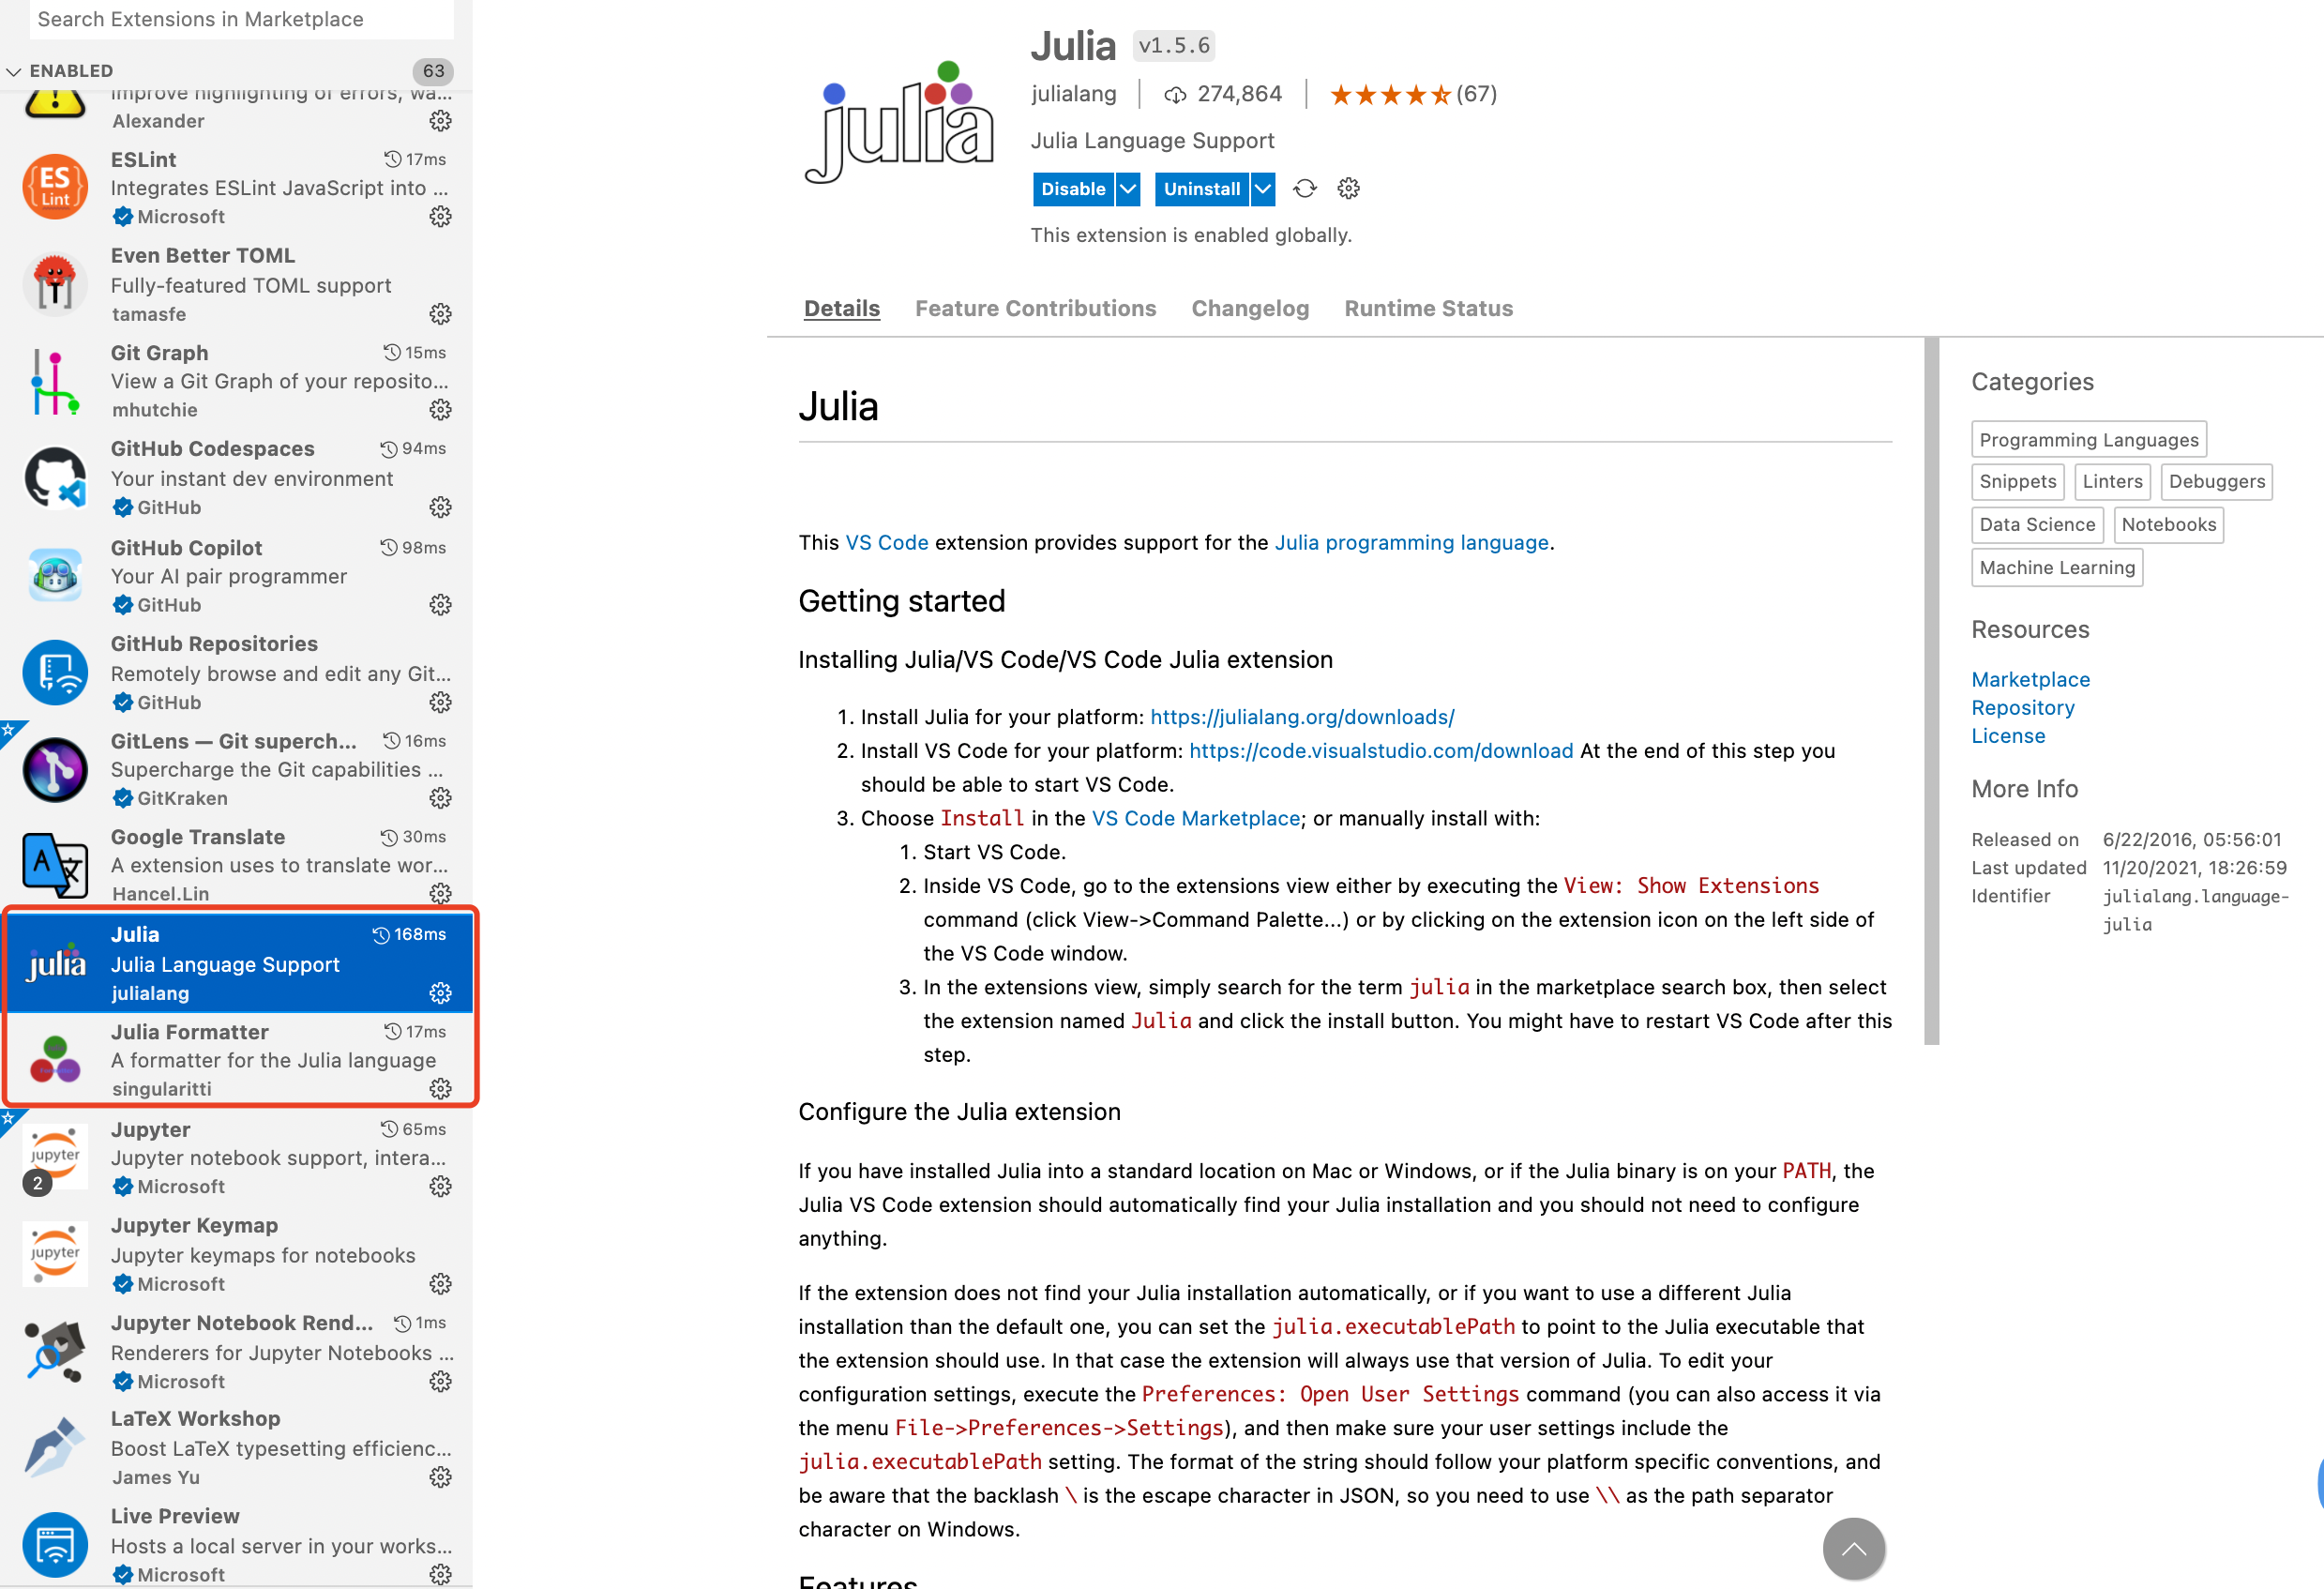 Search Extensions in Marketplace
ENABLED
63
Improve highlighting of errors, wa...
Alexander
ES
Lint
ESLint
17ms
Integrates ESLint JavaScript into ...
Microsoft
Even Better TOML
Fully-featured TOML support
tamasfe
Git Graph
15ms
View a Git Graph of your reposito...
mhutchie
GitHub Codespaces
94ms
Your instant dev environment
GitHub
GitHub Copilot
98ms
Your AI pair programmer
GitHub
GitHub Repositories
Remotely browse and edit any Git...
GitHub
GitLens — Git superch...
16ms
Supercharge the Git capabilities ...
GitKraken
Google Translate
30ms
A extension uses to translate wor...
Hancel.Lin
julia
Julia
168ms
Julia Language Support
julialang
Julia Formatter
17ms
A formatter for the Julia language
singularitti
jupyter
2
Jupyter
65ms
Jupyter notebook support, intera...
Microsoft
jupyter
Jupyter Keymap
Jupyter keymaps for notebooks
Microsoft
Jupyter Notebook Rend...
1ms
Renderers for Jupyter Notebooks ...
Microsoft
LaTeX Workshop
Boost LaTeX typesetting efficienc...
James Yu
Live Preview
Hosts a local server in your works...
Microsoft
julia
Julia v1.5.6
julialang 274,864 (67)
Julia Language Support
Disable Uninstall
This extension is enabled globally.
Details Feature Contributions Changelog Runtime Status
Julia
This VS Code extension provides support for the Julia programming language.
Getting started
Installing Julia/VS Code/VS Code Julia extension
1. Install Julia for your platform: https://julialang.org/downloads/
2. Install VS Code for your platform: https://code.visualstudio.com/download At the end of this step you
should be able to start VS Code.
3. Choose Install in the VS Code Marketplace; or manually install with:
1. Start VS Code.
2. Inside VS Code, go to the extensions view either by executing the View: Show Extensions
command (click View->Command Palette...) or by clicking on the extension icon on the left side of
the VS Code window.
3. In the extensions view, simply search for the term julia in the marketplace search box, then select
the extension named Julia and click the install button. You might have to restart VS Code after this
step.
Configure the Julia extension
If you have installed Julia into a standard location on Mac or Windows, or if the Julia binary is on your PATH, the
Julia VS Code extension should automatically find your Julia installation and you should not need to configure
anything.
If the extension does not find your Julia installation automatically, or if you want to use a different Julia
installation than the default one, you can set the julia.executablePath to point to the Julia executable that
the extension should use. In that case the extension will always use that version of Julia. To edit your
configuration settings, execute the Preferences: Open User Settings command (you can also access it via
the menu File->Preferences->Settings), and then make sure your user settings include the
julia.executablePath setting. The format of the string should follow your platform specific conventions, and
be aware that the backlash \ is the escape character in JSON, so you need to use \\ as the path separator
character on Windows.
Features
Categories
Programming Languages
Snippets Linters Debuggers
Data Science Notebooks
Machine Learning
Resources
Marketplace
Repository
License
More Info
Released on 6/22/2016, 05:56:01
Last updated 11/20/2021, 18:26:59
Identifier julialang.language-
julia